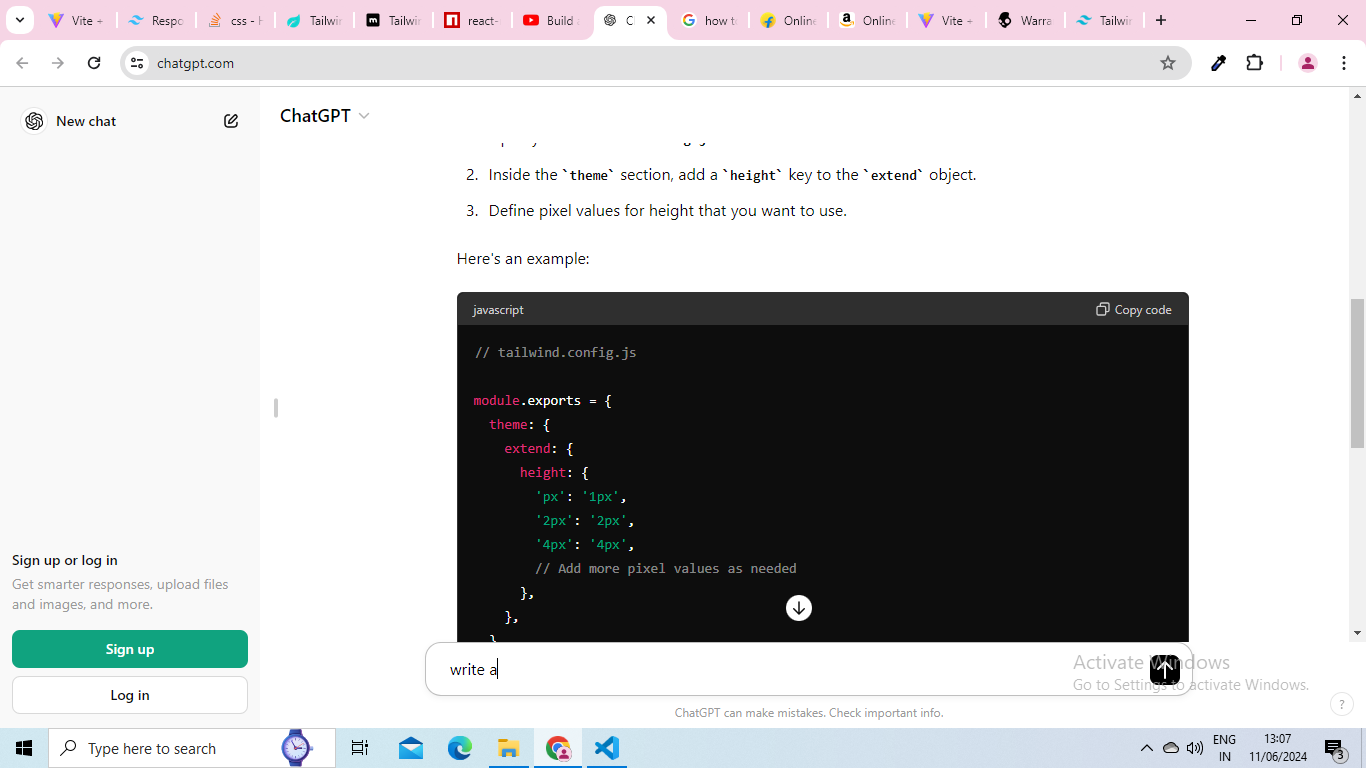 Vite +
Respo
css - H
Tailwin
Tailwin
react-
Build a
C
how to
Online
Online
Vite +
Warra
Tailwin
chatgpt.com
New chat
ChatGPT
2. Inside the `theme` section, add a `height` key to the `extend` object.
3. Define pixel values for height that you want to use.
Here's an example:
javascript
Copy code
// tailwind.config.js
module.exports = {
theme: {
extend: {
height: {
'px': '1px',
'2px': '2px',
'4px': '4px',
// Add more pixel values as needed
},
},
}
Sign up or log in
Get smarter responses, upload files
and images, and more.
Sign up
Log in
write a
Activate Windows
Go to Settings to activate Windows.
ChatGPT can make mistakes. Check important info.
?
Type here to search
ENG
IN
13:07
11/06/2024
3